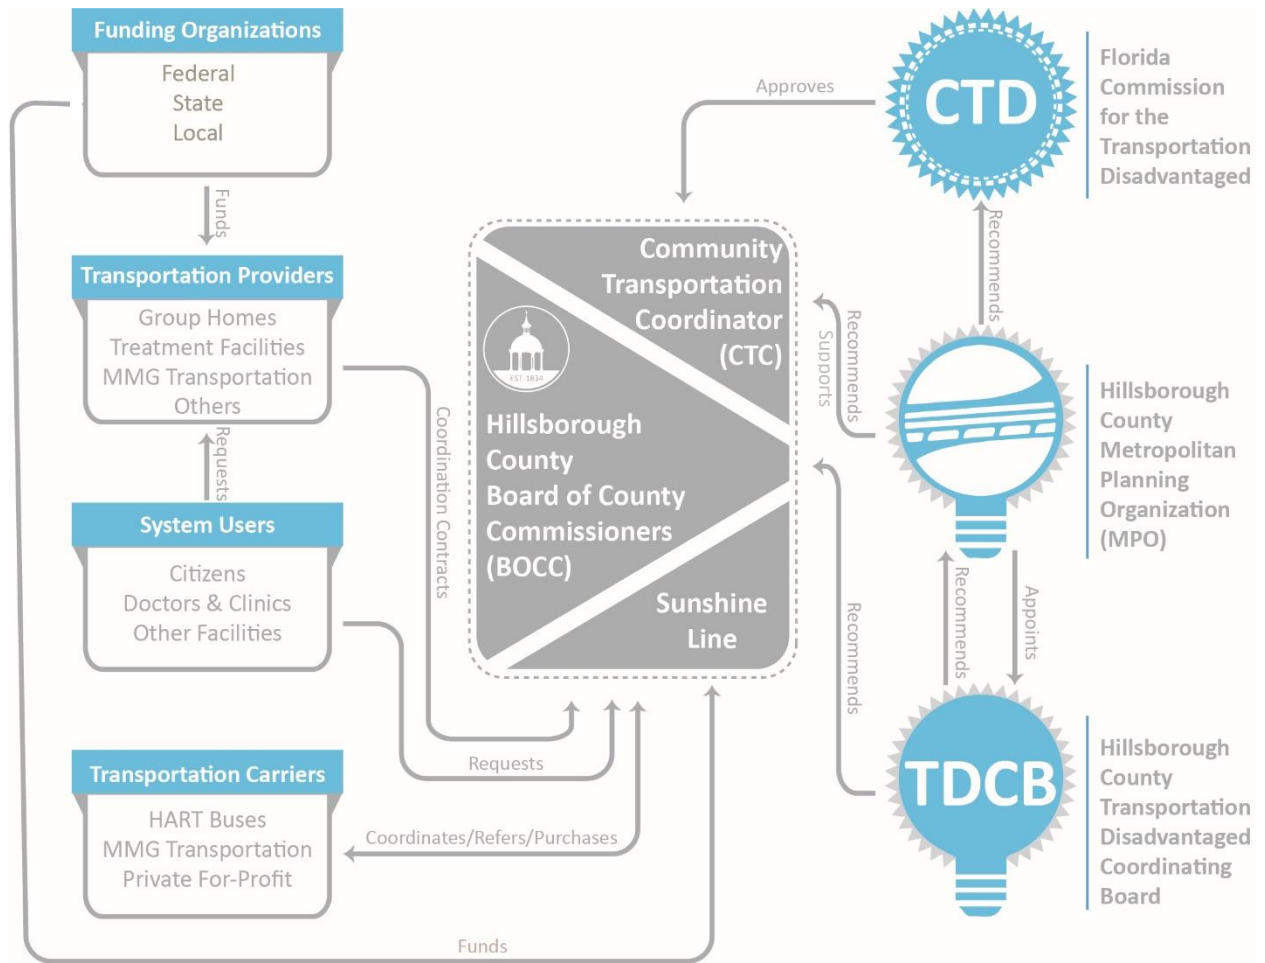 Funding Organizations
Federal
State
Local
Funds
Transportation Providers
Group Homes
Treatment Facilities
MMG Transportation
Others
Requests
System Users
Citizens
Doctors & Clinics
Other Facilities
Transportation Carriers
HART Buses
MMG Transportation
Private For-Profit
Coordination Contracts
Requests
Coordinates/Refers/Purchases
Funds
Community
Transportation
Coordinator
(CTC)
EST. 1834
Hillsborough
County
Board of County
Commissioners
(BOCC)
Sunshine
Line
Approves
Recommends
Supports
Recommends
CTD
Florida
Commission
for the
Transportation
Disadvantaged
Recommends
Hillsborough
County
Metropolitan
Planning
Organization
(MPO)
Recommends
Appoints
TDCB
Hillsborough
County
Transportation
Disadvantaged
Coordinating
Board